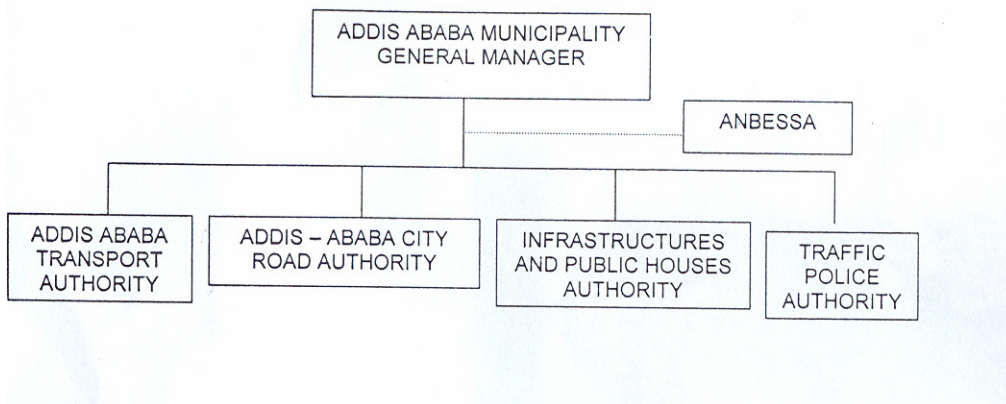 ADDIS ABABA MUNICIPALITY
GENERAL MANAGER
ANBESSA
ADDIS ABABA
TRANSPORT
AUTHORITY
ADDIS – ABABA CITY
ROAD AUTHORITY
INFRASTRUCTURES
AND PUBLIC HOUSES
AUTHORITY
TRAFFIC
POLICE
AUTHORITY